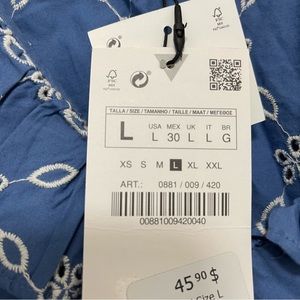 TALLA / SIZE / TAMANHO / TAILLE / MAAT / ΜΕΓΕΘΟΣ
L
USA MEX UK IT BR
L 30 L L G
XS S M L XL XXL
ART.: 0881 / 009 / 420
00881009420040
45 90 $
Size L